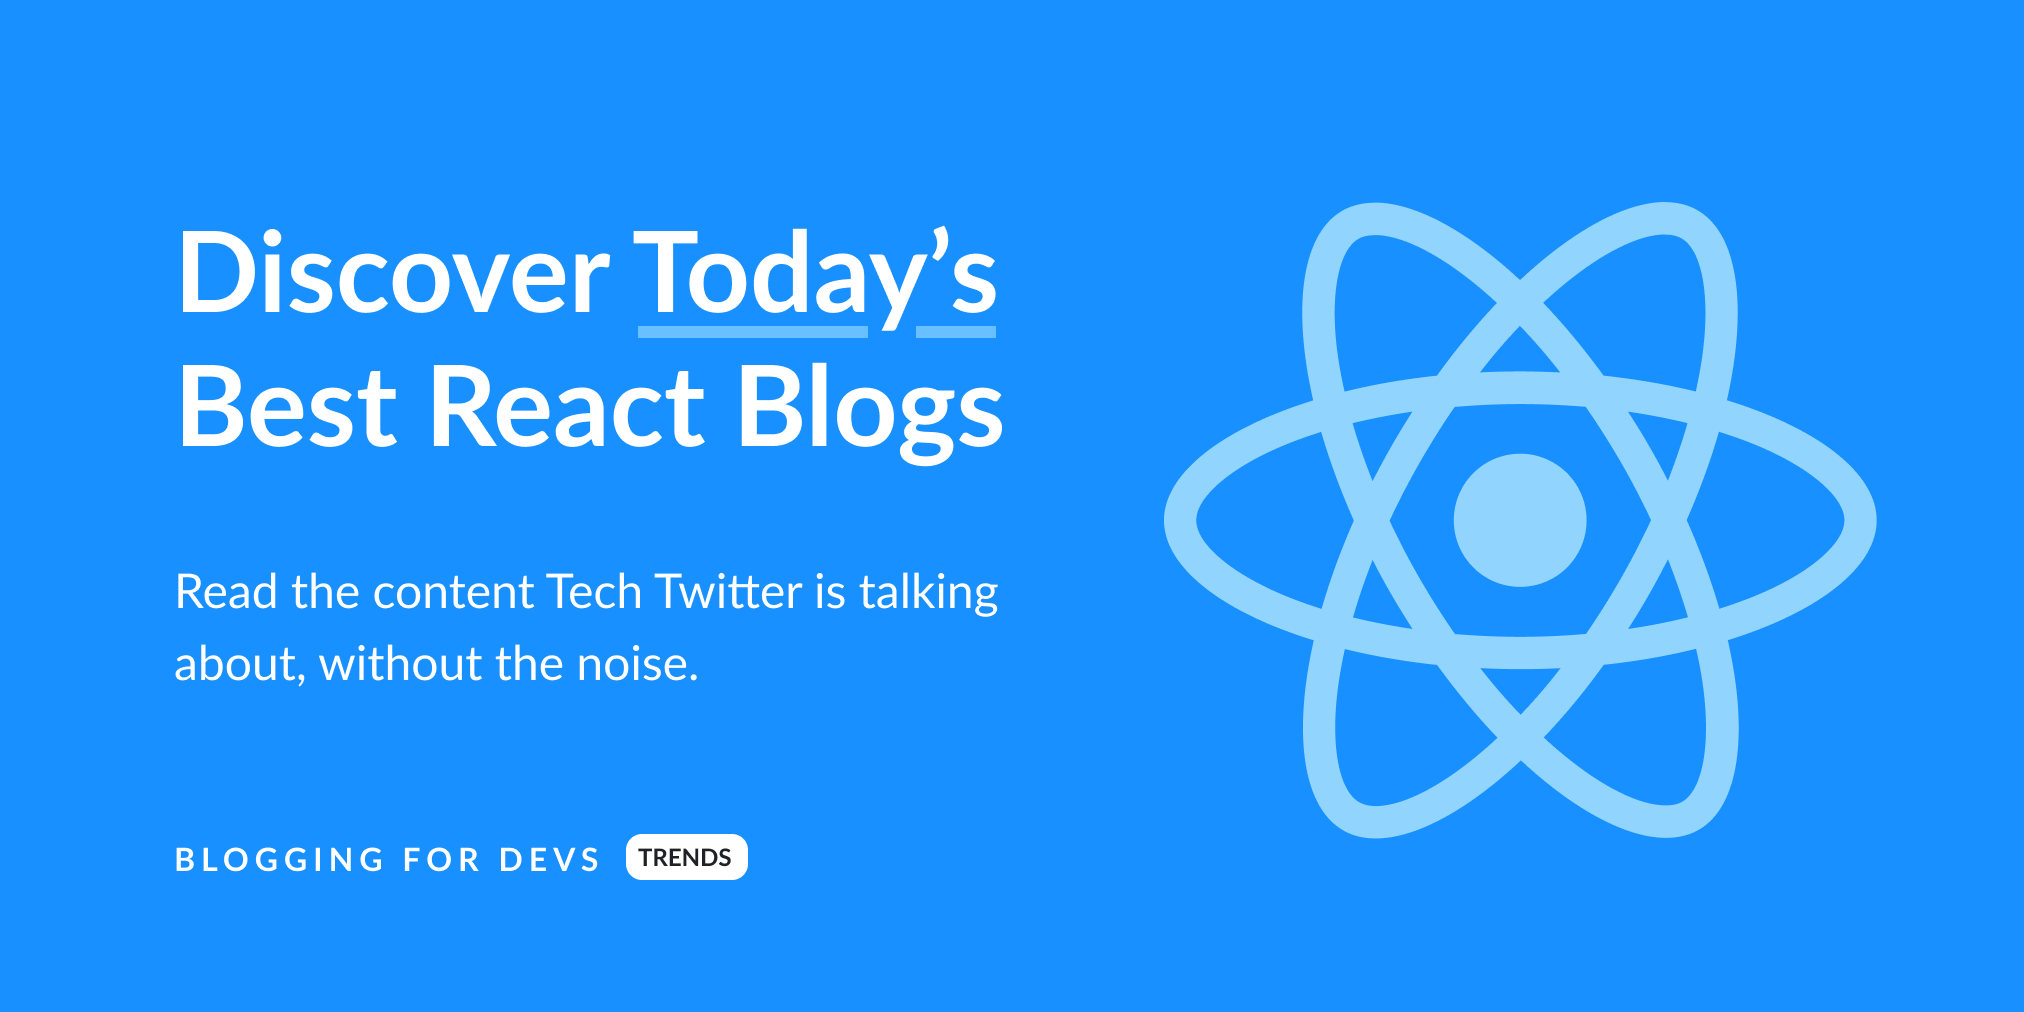 Discover Today’s
Best React Blogs
Read the content Tech Twitter is talking
about, without the noise.
BLOGGING FOR DEVS TRENDS